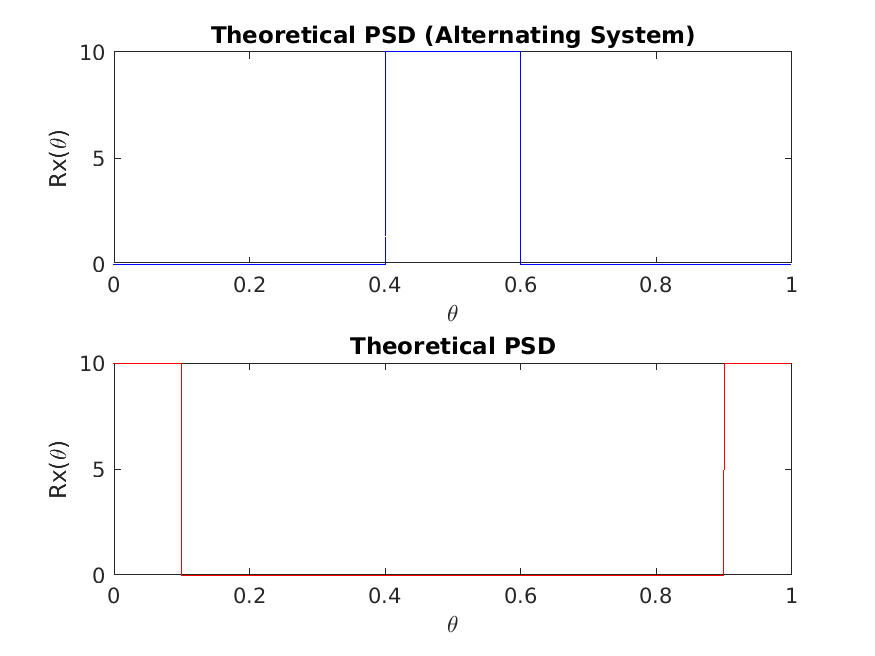 Theoretical PSD (Alternating System)
10
5
0
Rx(θ)
0 0.2 0.4 0.6 0.8 1
θ
Theoretical PSD
10
5
0
Rx(θ)
0 0.2 0.4 0.6 0.8 1
θ